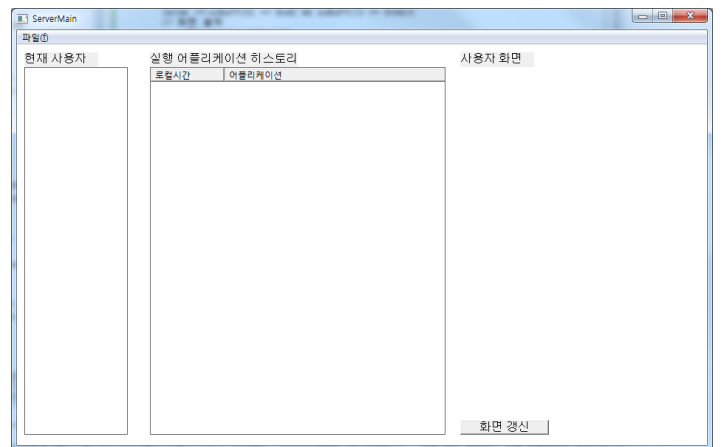 ServerMain
파일(f)
현재 사용자
실행 어플리케이션 히스토리
사용자 화면
로컬시간 어플리케이션
화면 갱신